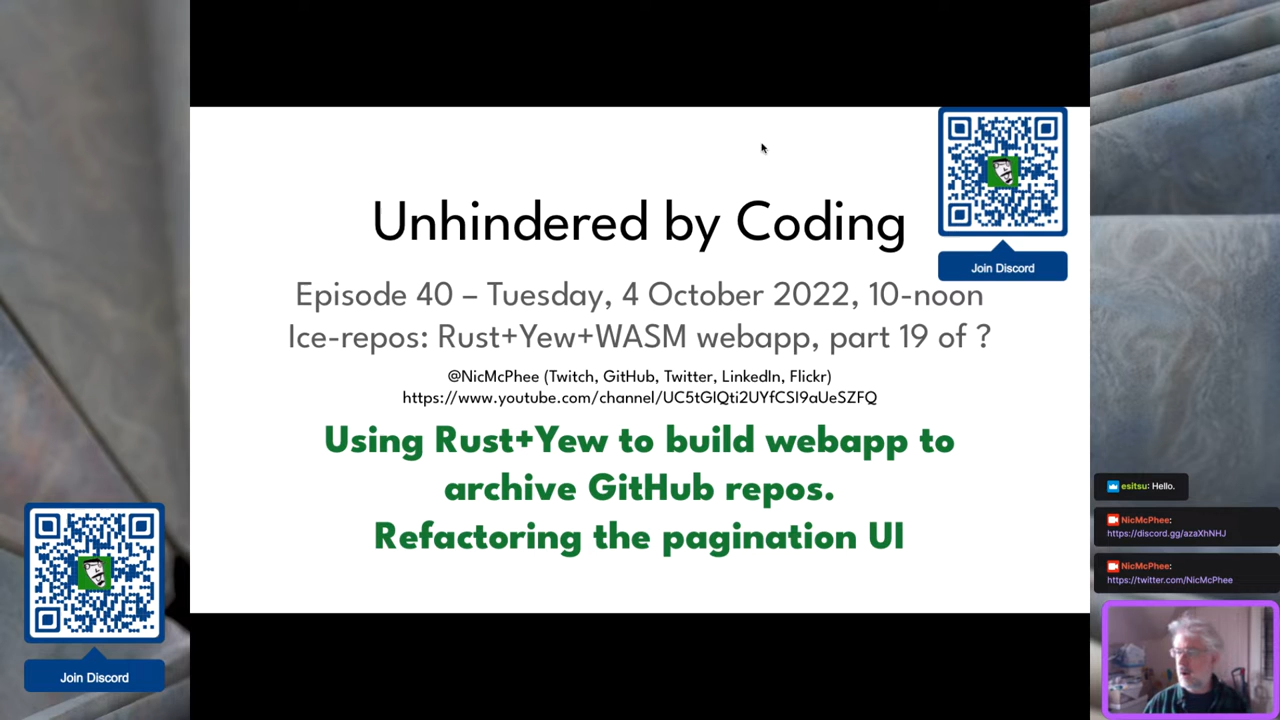 Unhindered by Coding
Episode 40 – Tuesday, 4 October 2022, 10-noon
Ice-repos: Rust+Yew+WASM webapp, part 19 of ?
@NicMcPhee (Twitch, GitHub, Twitter, LinkedIn, Flickr)
https://www.youtube.com/channel/UC5tGIQti2UYfCSI9aUeSZFQ
Using Rust+Yew to build webapp to
archive GitHub repos.
Refactoring the pagination UI
Join Discord
Join Discord
esitsu: Hello.
NicMcPhee:
https://discord.gg/azaXhNHJ
NicMcPhee:
https://twitter.com/NicMcPhee